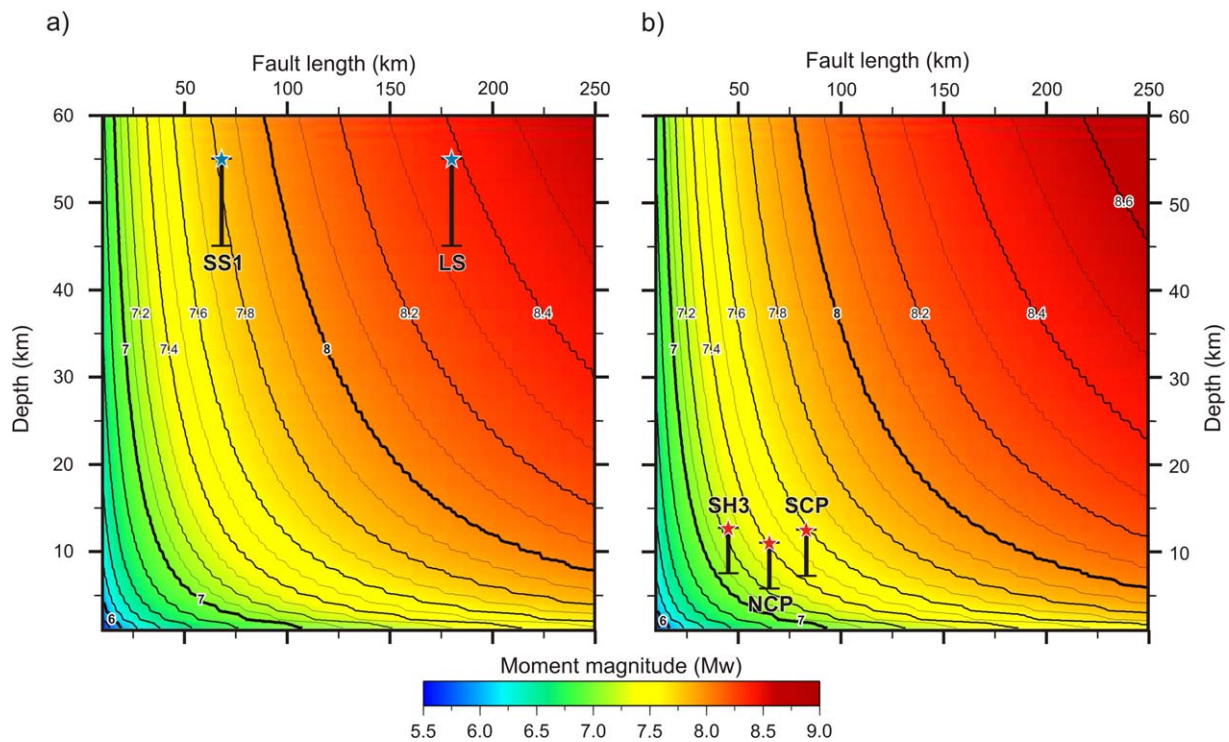 a)
Fault length (km)
50 100 150 200 250
60
50
40
30
20
10
Depth (km)
SS1
LS
7.2
7.6
7.8
8.2
8.4
7
7.4
8
7
6
b)
Fault length (km)
50 100 150 200 250
60
50
40
30
20
10
Depth (km)
8.6
7.2
7.6
7.8
8
8.2
8.4
7
7.4
SH3
SCP
NCP
7
6
Moment magnitude (Mw)
5.5 6.0 6.5 7.0 7.5 8.0 8.5 9.0